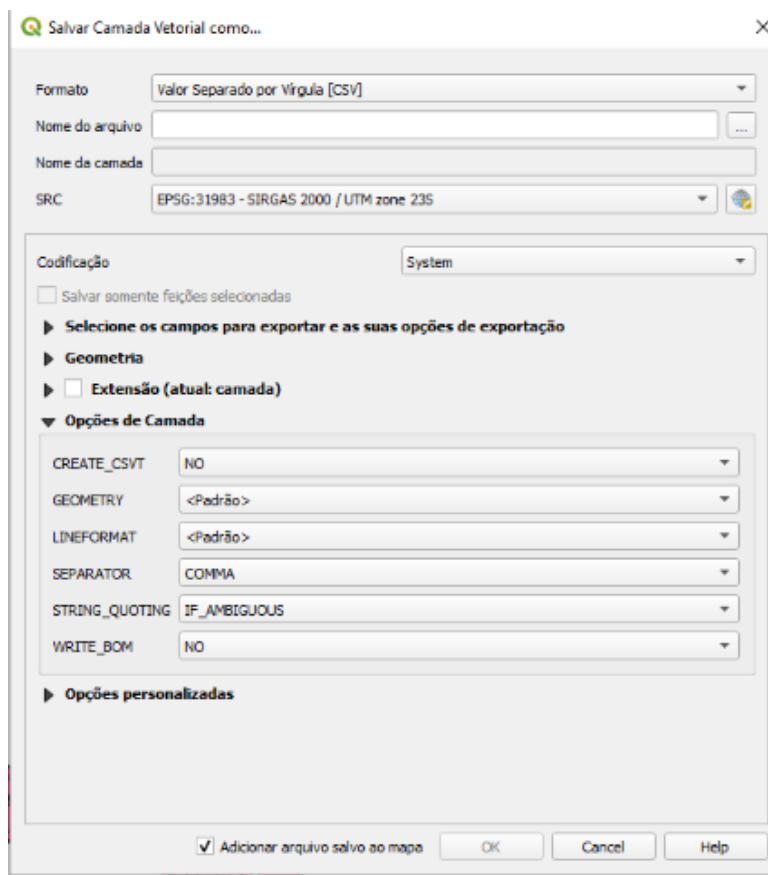 Salvar Camada Vetorial como...
Formato Valor Separado por Vírgula [CSV]
Nome do arquivo ...
Nome da camada
SRC EPSG:31983 - SIRGAS 2000 / UTM zone 23S
Codificação System
Salvar somente feições selecionadas
Selecione os campos para exportar e as suas opções de exportação
Geometria
Extensão (atual: camada)
Opções de Camada
CREATE_CSVT NO
GEOMETRY <Padrão>
LINEFORMAT <Padrão>
SEPARATOR COMMA
STRING_QUOTING IF_AMBIGUOUS
WRITE_BOM NO
Opções personalizadas
Adicionar arquivo salvo ao mapa OK Cancel Help